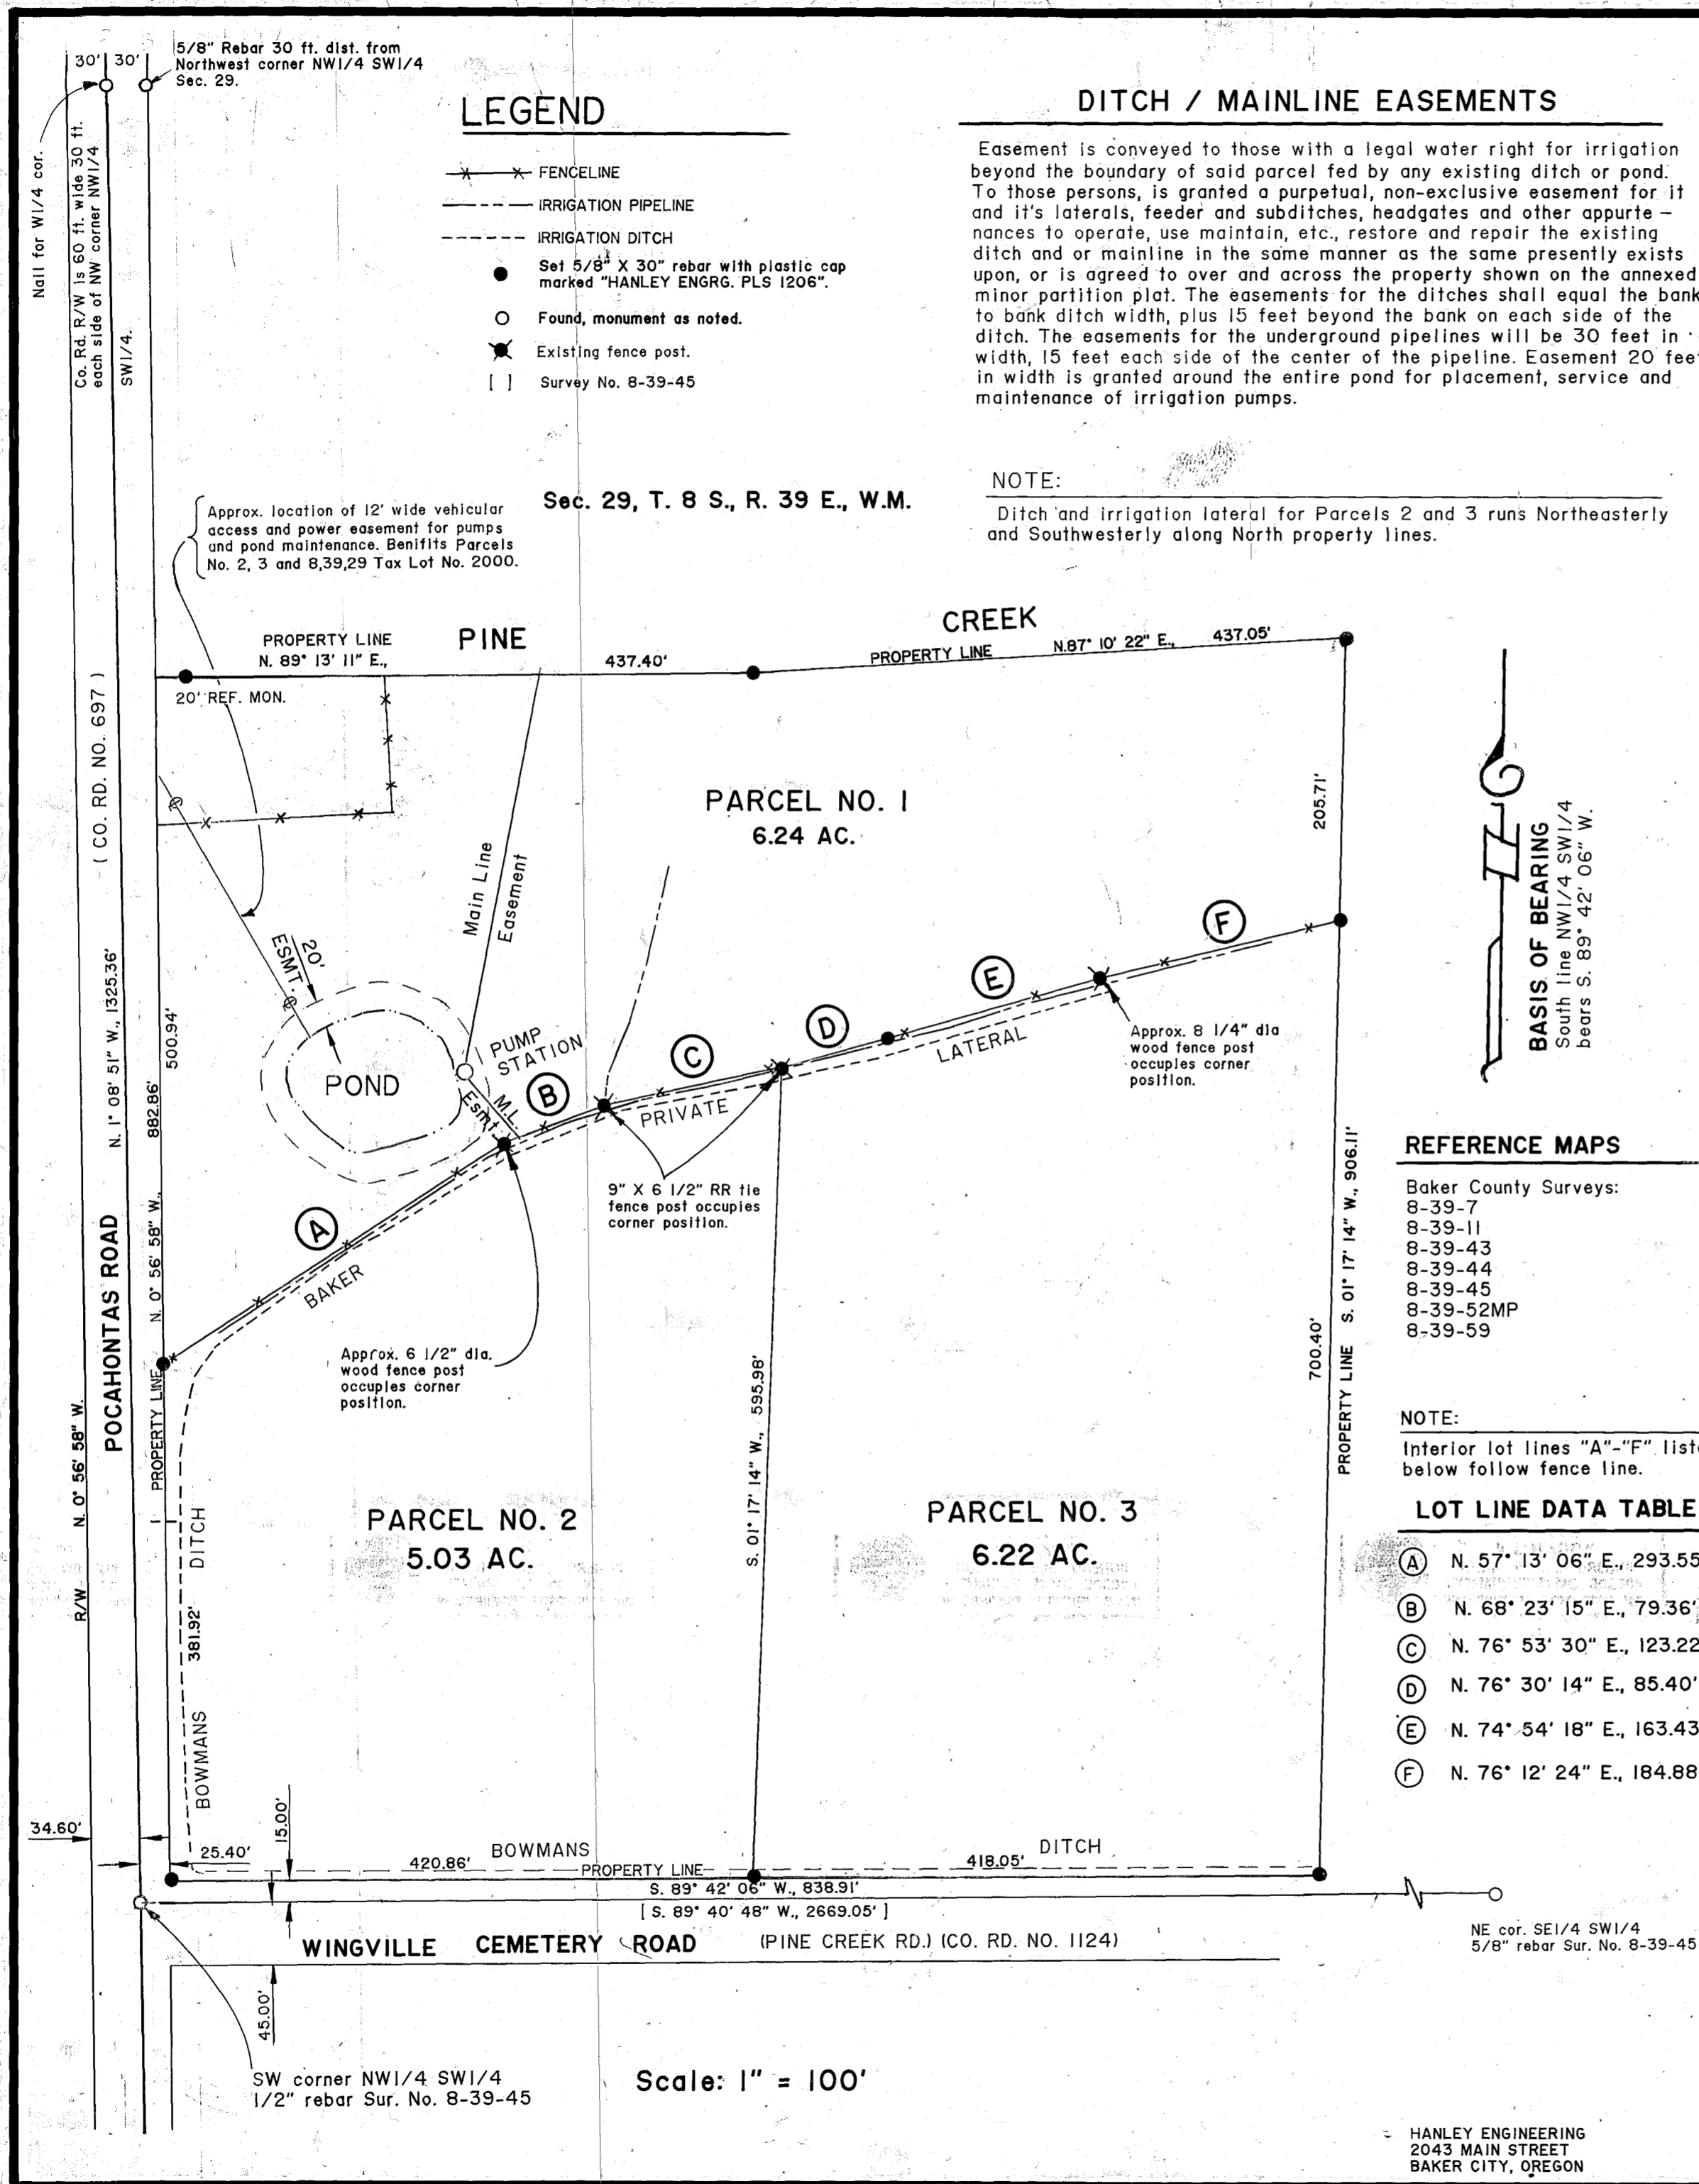 30' 30'
5/8" Rebar 30 ft. dist. from
Northwest corner NW1/4 SW1/4
Sec. 29.
Nail for W1/4 cor.
Co. Rd. R/W is 60 ft. wide 30 ft.
each side of NW corner NW1/4
SW1/4.
LEGEND
FENCELINE
IRRIGATION PIPELINE
IRRIGATION DITCH
Set 5/8" X 30" rebar with plastic cap
marked "HANLEY ENGRG. PLS 1206".
Found, monument as noted.
Existing fence post.
[ ] Survey No. 8-39-45
DITCH / MAINLINE EASEMENTS
Easement is conveyed to those with a legal water right for irrigation
beyond the boundary of said parcel fed by any existing ditch or pond.
To those persons, is granted a purpetual, non-exclusive easement for it
and it's laterals, feeder and subditches, headgates and other appurte-
nances to operate, use maintain, etc., restore and repair the existing
ditch and or mainline in the same manner as the same presently exists
upon, or is agreed to over and across the property shown on the annexed
minor partition plat. The easements for the ditches shall equal the bank
to bank ditch width, plus 15 feet beyond the bank on each side of the
ditch. The easements for the underground pipelines will be 30 feet in
width, 15 feet each side of the center of the pipeline. Easement 20 feet
in width is granted around the entire pond for placement, service and
maintenance of irrigation pumps.
NOTE:
Ditch and irrigation lateral for Parcels 2 and 3 runs Northeasterly
and Southwesterly along North property lines.
Sec. 29, T. 8 S., R. 39 E., W.M.
Approx. location of 12' wide vehicular
access and power easement for pumps
and pond maintenance. Benifits Parcels
No. 2, 3 and 8,39,29 Tax Lot No. 2000.
PROPERTY LINE
N. 89° 13' 11" E.,
PINE
437.40'
CREEK
PROPERTY LINE N.87° 10' 22" E., 437.05'
20' REF. MON.
( CO. RD. NO. 697 )
N. 1° 08' 51" W., 1325.36'
POCAHONTAS ROAD
R/W N. 0° 56' 58" W.
PROPERTY LINE N. 0° 56' 58" W., 882.86'
500.94'
PARCEL NO. 1
6.24 AC.
205.71'
Main Line
Easement
20'
ESMT.
POND
PUMP
STATION
M.L.
Esmt.
A
B
C
D
E
F
BAKER
PRIVATE
LATERAL
Approx. 8 1/4" dia
wood fence post
occupies corner
position.
9" X 6 1/2" RR tie
fence post occupies
corner position.
Approx. 6 1/2" dia.
wood fence post
occupies corner
position.
BASIS OF BEARING
South line NW1/4 SW1/4
bears S. 89° 42' 06" W.
REFERENCE MAPS
Baker County Surveys:
8-39-7
8-39-11
8-39-43
8-39-44
8-39-45
8-39-52MP
8-39-59
NOTE:
Interior lot lines "A"-"F" liste
below follow fence line.
LOT LINE DATA TABLE
A N. 57° 13' 06" E., 293.55
B N. 68° 23' 15" E., 79.36'
C N. 76° 53' 30" E., 123.22
D N. 76° 30' 14" E., 85.40'
E N. 74° 54' 18" E., 163.43
F N. 76° 12' 24" E., 184.88
PROPERTY LINE S. 01° 17' 14" W., 906.11'
700.40'
S. 01° 17' 14" W., 595.98'
PARCEL NO. 2
5.03 AC.
PARCEL NO. 3
6.22 AC.
BOWMANS 381.92' DITCH
34.60'
25.40'
15.00'
420.86'
BOWMANS
PROPERTY LINE
418.05'
DITCH
S. 89° 42' 06" W., 838.91'
[ S. 89° 40' 48" W., 2669.05' ]
WINGVILLE CEMETERY ROAD (PINE CREEK RD.) (CO. RD. NO. 1124)
45.00'
NE cor. SE1/4 SW1/4
5/8" rebar Sur. No. 8-39-45
SW corner NW1/4 SW1/4
1/2" rebar Sur. No. 8-39-45
Scale: 1" = 100'
HANLEY ENGINEERING
2043 MAIN STREET
BAKER CITY, OREGON